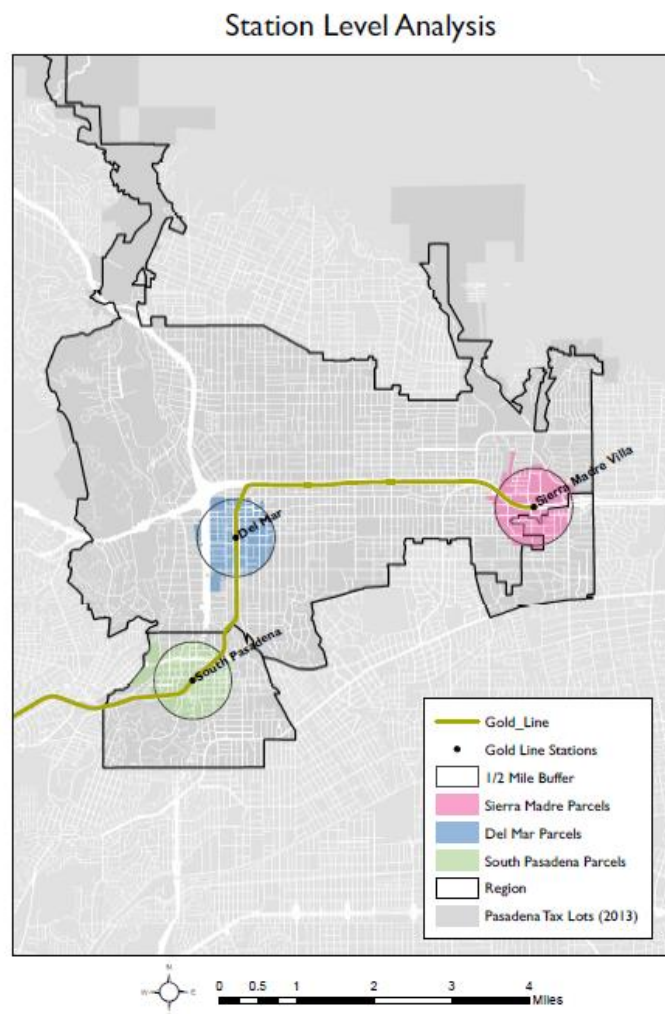 Station Level Analysis
Sierra Madre Villa
Del Mar
South Pasadena
Gold_Line
Gold Line Stations
1/2 Mile Buffer
Sierra Madre Parcels
Del Mar Parcels
South Pasadena Parcels
Region
Pasadena Tax Lots (2013)
N
W E
S
0 0.5 1 2 3 4
Miles